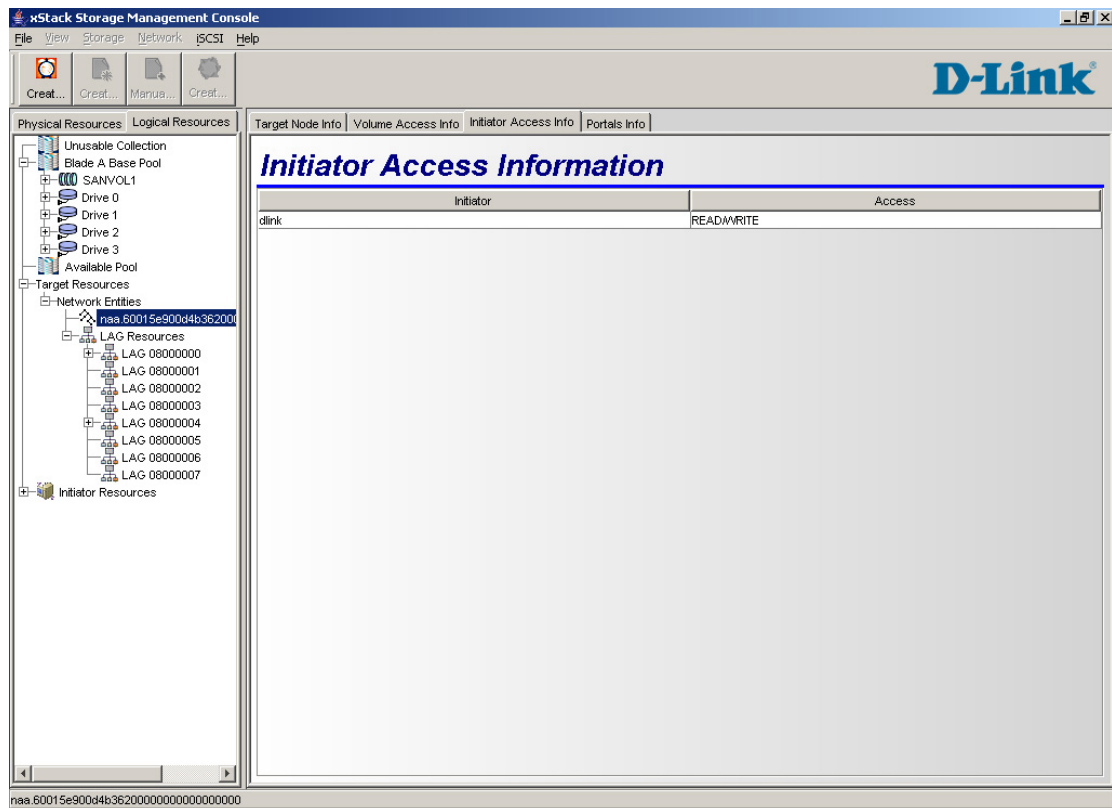 xStack Storage Management Console
File View Storage Network iSCSI Help
Creat... Creat... Manua... Creat...
D-Link®
Physical Resources Logical Resources
Target Node Info Volume Access Info Initiator Access Info Portals Info
Unusable Collection
Blade A Base Pool
SANVOL1
Drive 0
Drive 1
Drive 2
Drive 3
Available Pool
Target Resources
Network Entities
naa.60015e900d4b362000
LAG Resources
LAG 08000000
LAG 08000001
LAG 08000002
LAG 08000003
LAG 08000004
LAG 08000005
LAG 08000006
LAG 08000007
Initiator Resources
Initiator Access Information
Initiator Access
dlink READ/WRITE
naa.60015e900d4b36200000000000000000